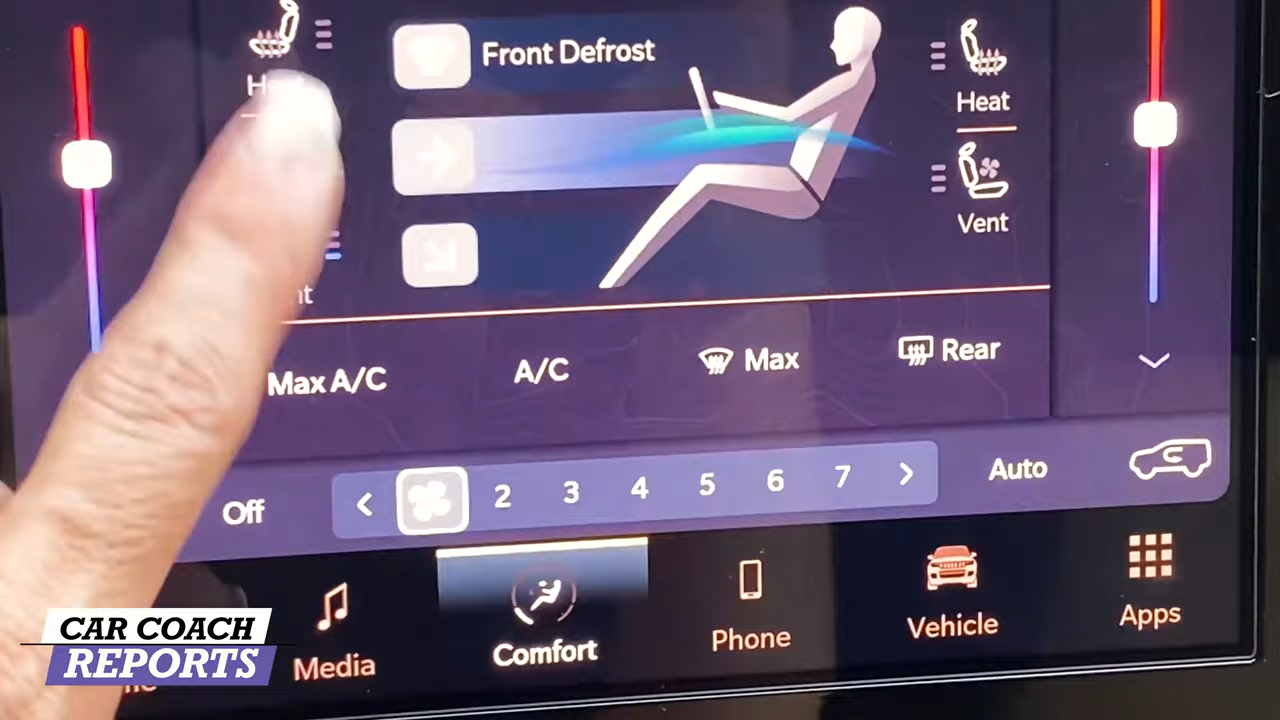 Front Defrost
Heat
Vent
Max A/C
A/C
Max
Rear
Off
2
3
4
5
6
7
Auto
Media
Comfort
Phone
Vehicle
Apps
CAR COACH
REPORTS